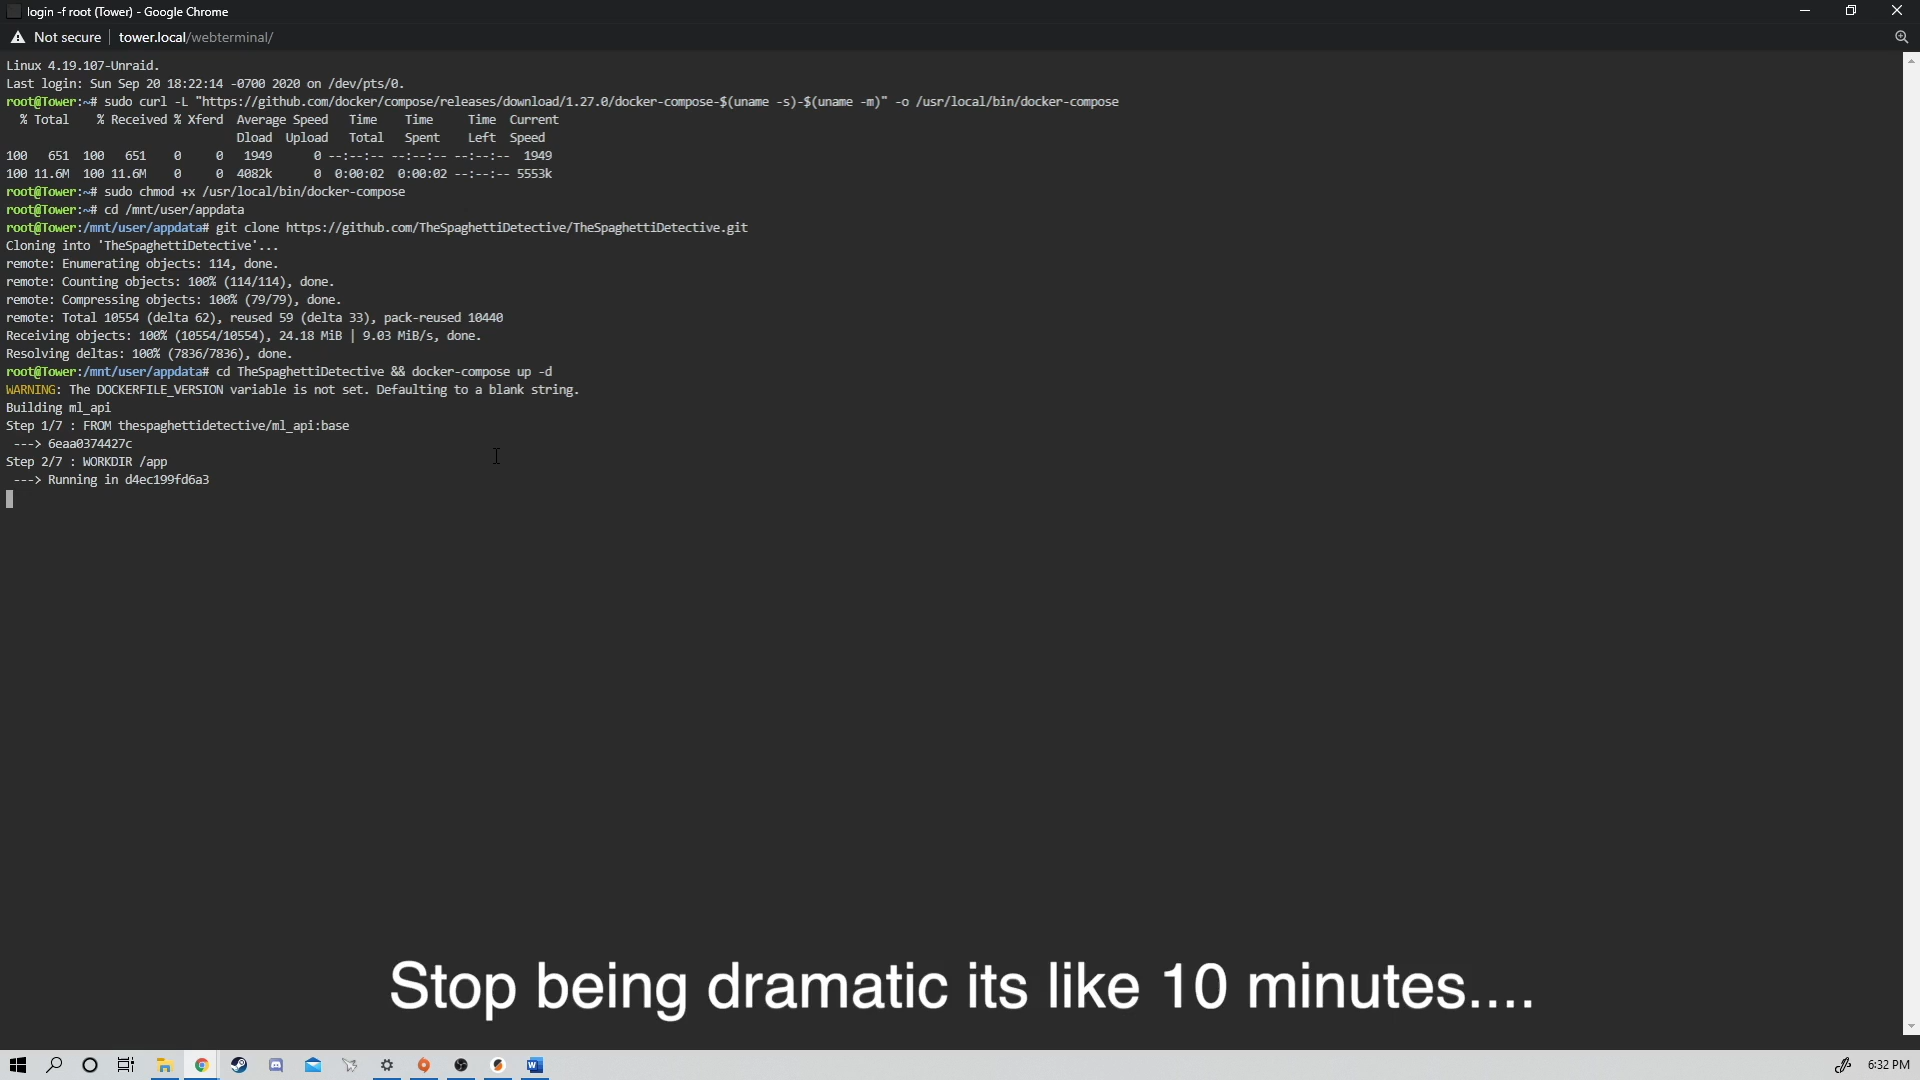 login -f root (Tower) - Google Chrome
Not secure | tower.local/webterminal/
Linux 4.19.107-Unraid.
Last login: Sun Sep 20 18:22:14 -0700 2020 on /dev/pts/0.
root@Tower:~# sudo curl -L "https://github.com/docker/compose/releases/download/1.27.0/docker-compose-$(uname -s)-$(uname -m)" -o /usr/local/bin/docker-compose
% Total % Received % Xferd Average Speed Time Time Time Current
Dload Upload Total Spent Left Speed
100 651 100 651 0 0 1949 0 --:--:-- --:--:-- --:--:-- 1949
100 11.6M 100 11.6M 0 0 4082k 0 0:00:02 0:00:02 --:--:-- 5553k
root@Tower:~# sudo chmod +x /usr/local/bin/docker-compose
root@Tower:~# cd /mnt/user/appdata
root@Tower:/mnt/user/appdata# git clone https://github.com/TheSpaghettiDetective/TheSpaghettiDetective.git
Cloning into 'TheSpaghettiDetective'...
remote: Enumerating objects: 114, done.
remote: Counting objects: 100% (114/114), done.
remote: Compressing objects: 100% (79/79), done.
remote: Total 10554 (delta 62), reused 59 (delta 33), pack-reused 10440
Receiving objects: 100% (10554/10554), 24.18 MiB | 9.03 MiB/s, done.
Resolving deltas: 100% (7836/7836), done.
root@Tower:/mnt/user/appdata# cd TheSpaghettiDetective && docker-compose up -d
WARNING: The DOCKERFILE_VERSION variable is not set. Defaulting to a blank string.
Building ml_api
Step 1/7 : FROM thespaghettidetective/ml_api:base
---> 6eaa0374427c
Step 2/7 : WORKDIR /app
---> Running in d4ec199fd6a3
Stop being dramatic its like 10 minutes....
6:32 PM